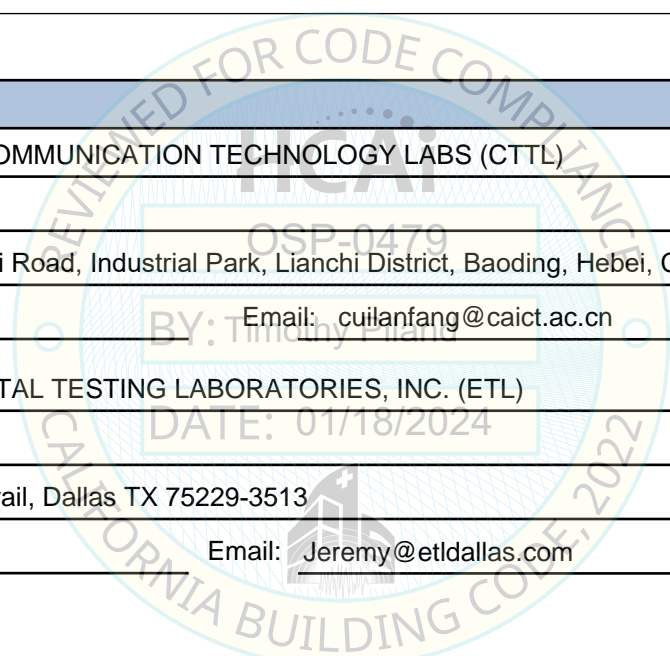 REVIEWED FOR CODE COMPLIANCE
HCAi
OMMUNICATION TECHNOLOGY LABS (CTTL)
OSP-0479
i Road, Industrial Park, Lianchi District, Baoding, Hebei, C
Email: cuilanfang@caict.ac.cn
BY: Timothy Piland
TAL TESTING LABORATORIES, INC. (ETL)
DATE: 01/18/2024
rail, Dallas TX 75229-3513
Email: Jeremy@etldallas.com
CALIFORNIA BUILDING CODE, 2022